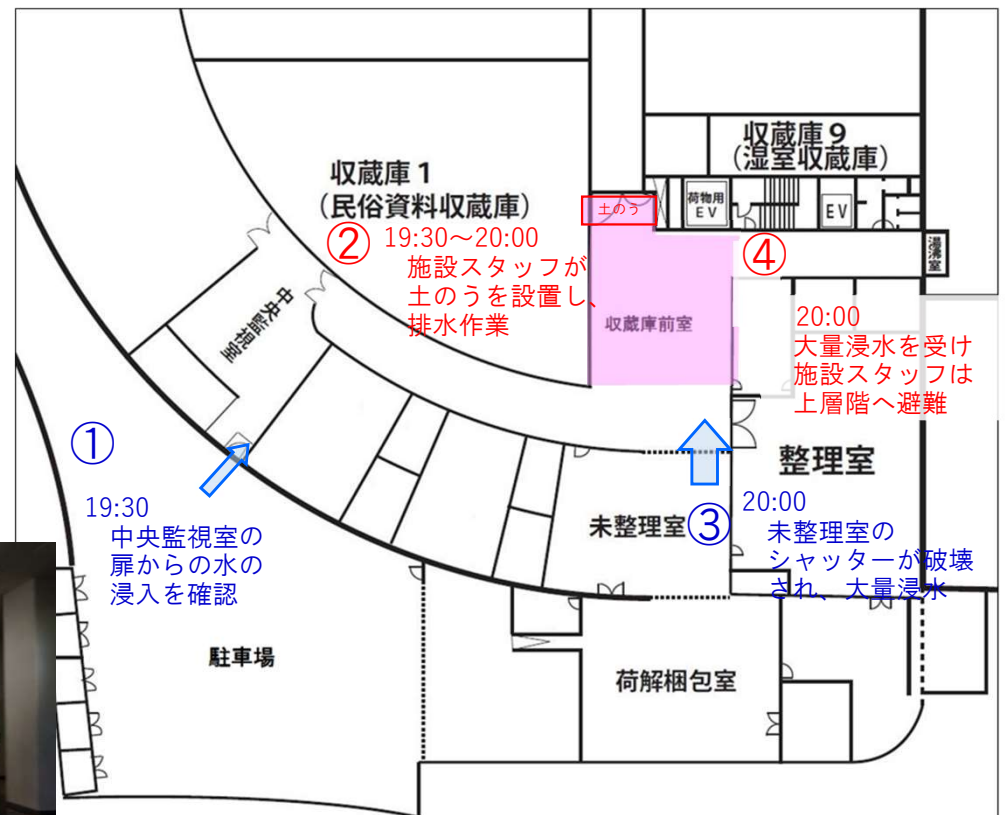 収蔵庫9
(湿室収蔵庫)
荷物用
EV
EV
湯沸室
収蔵庫1
(民俗資料収蔵庫)
土のう
② 19:30～20:00
施設スタッフが
土のうを設置し、
排水作業
④
20:00
大量浸水を受け
施設スタッフは
上層階へ避難
収蔵庫前室
中央監視室
①
19:30
中央監視室の
扉からの水の
浸入を確認
整理室
未整理室
③
20:00
未整理室の
シャッターが破壊
され、大量浸水
駐車場
荷解梱包室